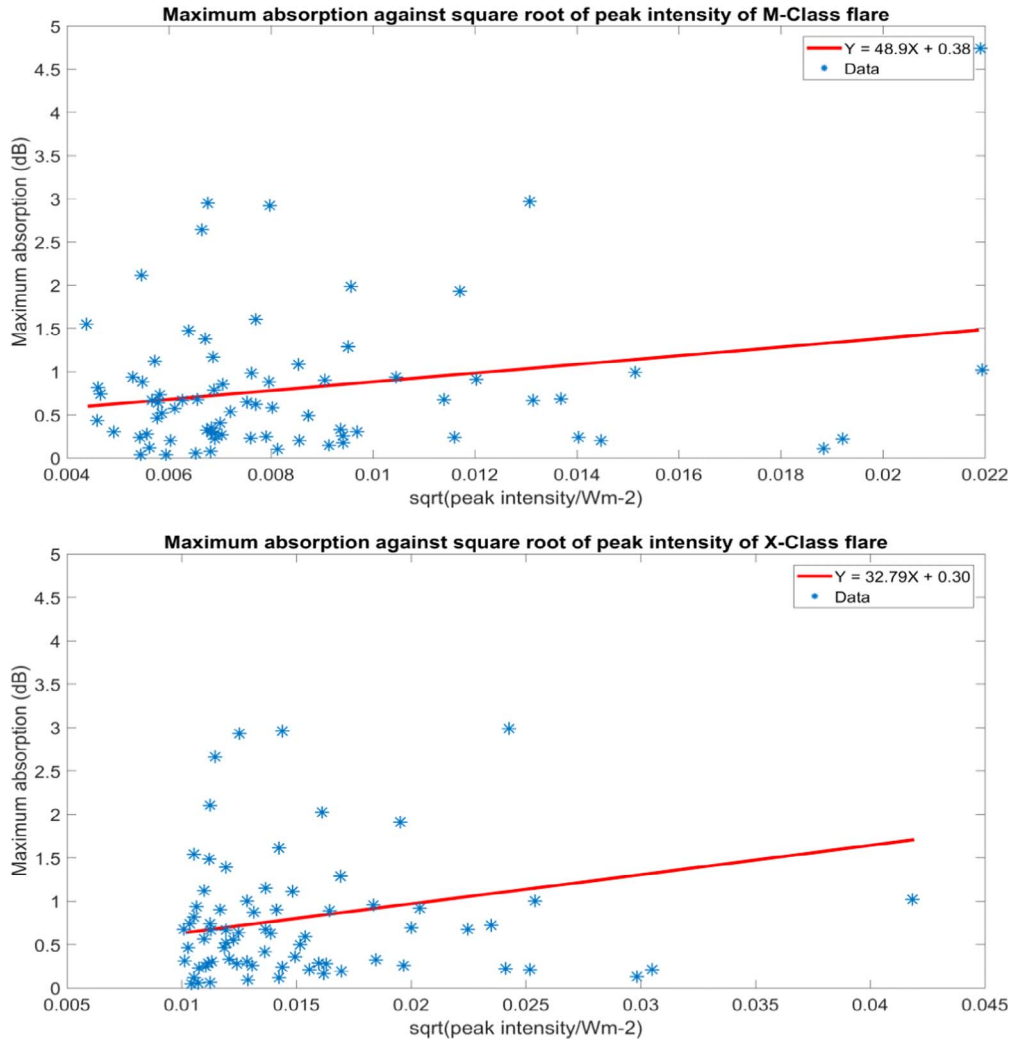 Maximum absorption against square root of peak intensity of M-Class flare
5
4.5
4
3.5
3
2.5
2
1.5
1
0.5
0
Maximum absorption (dB)
Y = 48.9X + 0.38
Data
0.004 0.006 0.008 0.01 0.012 0.014 0.016 0.018 0.02 0.022
sqrt(peak intensity/Wm-2)
Maximum absorption against square root of peak intensity of X-Class flare
5
4.5
4
3.5
3
2.5
2
1.5
1
0.5
0
Maximum absorption (dB)
Y = 32.79X + 0.30
Data
0.005 0.01 0.015 0.02 0.025 0.03 0.035 0.04 0.045
sqrt(peak intensity/Wm-2)